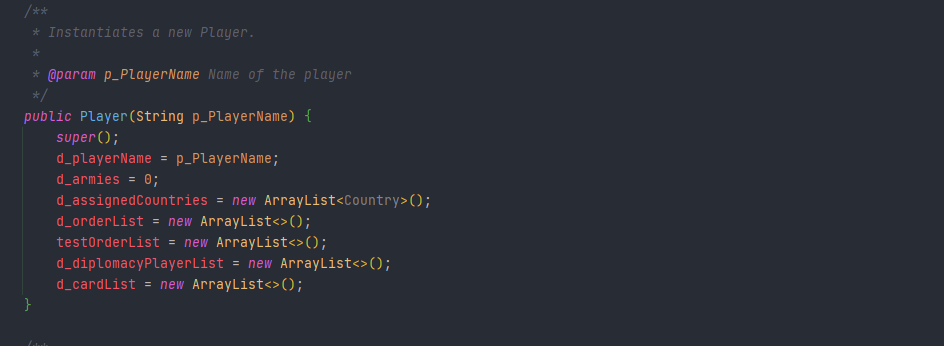 /**
 * Instantiates a new Player.
 *
 * @param p_PlayerName Name of the player
 */
public Player(String p_PlayerName) {
    super();
    d_playerName = p_PlayerName;
    d_armies = 0;
    d_assignedCountries = new ArrayList<Country>();
    d_orderList = new ArrayList<>();
    testOrderList = new ArrayList<>();
    d_diplomacyPlayerList = new ArrayList<>();
    d_cardList = new ArrayList<>();
}
/**